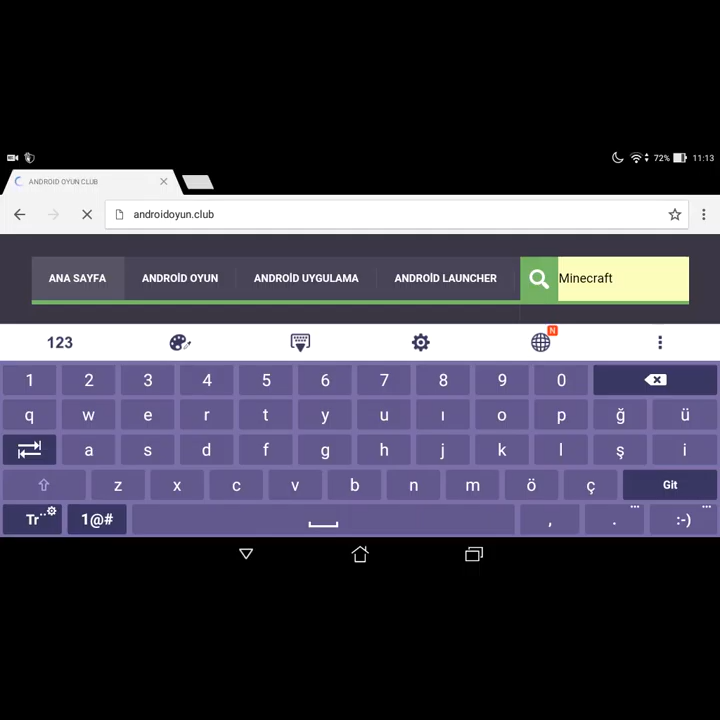 72% 11:13
ANDROID OYUN.CLUB
androidoyun.club
ANA SAYFA ANDROİD OYUN ANDROİD UYGULAMA ANDROİD LAUNCHER Minecraft
123 N
1 2 3 4 5 6 7 8 9 0
q w e r t y u ı o p ğ ü
a s d f g h j k l ş i
z x c v b n m ö ç Git
Tr 1@# , . :-)